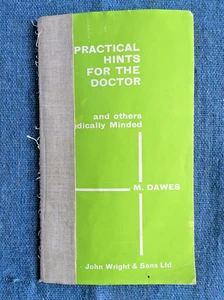 PRACTICAL
HINTS
FOR THE
DOCTOR
and others
dically Minded
M. DAWES
John Wright & Sons Ltd